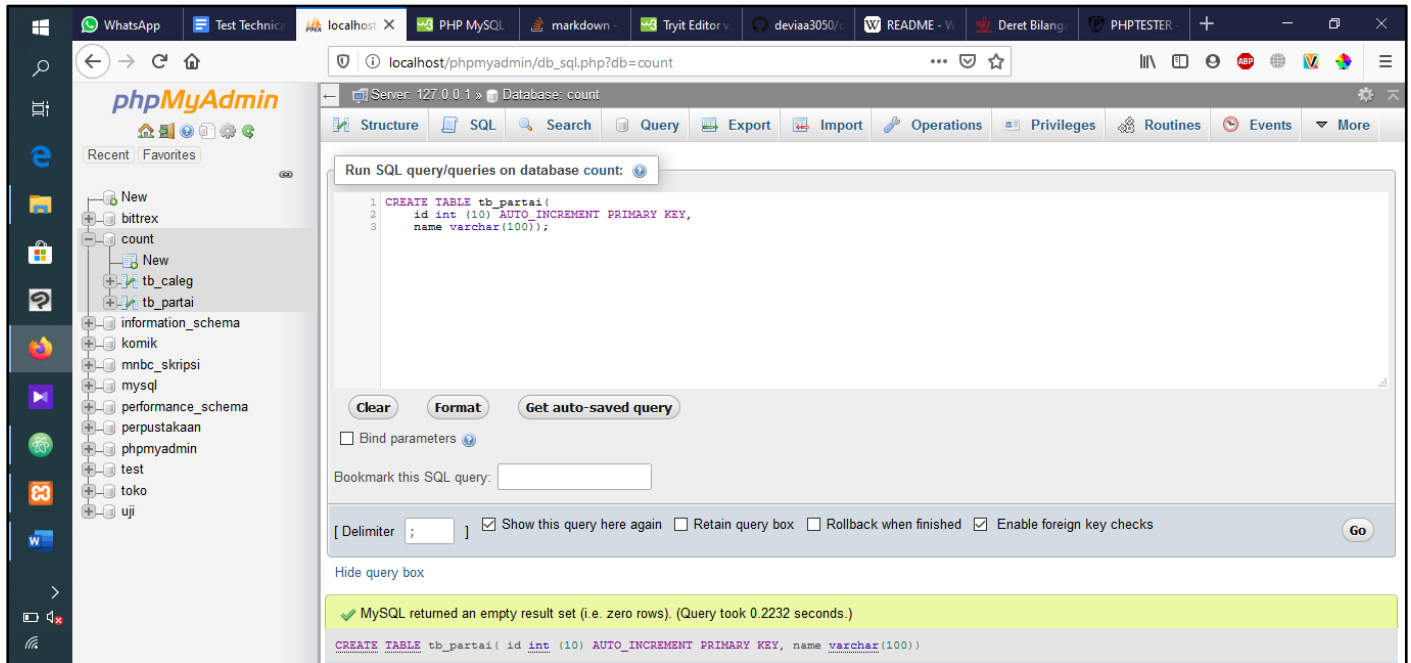 WhatsApp Test Technica localhost PHP MySQL markdown - Tryit Editor v deviaa3050/ README - W Deret Bilanga PHPTESTER -
localhost/phpmyadmin/db_sql.php?db=count
ABP
phpMyAdmin
Recent Favorites
New
bittrex
count
New
tb_caleg
tb_partai
information_schema
komik
mnbc_skripsi
mysql
performance_schema
perpustakaan
phpmyadmin
test
toko
uji
Server: 127.0.0.1 » Database: count
Structure SQL Search Query Export Import Operations Privileges Routines Events More
Run SQL query/queries on database count:
1 CREATE TABLE tb_partai(
2 id int (10) AUTO_INCREMENT PRIMARY KEY,
3 name varchar(100));
Clear Format Get auto-saved query
Bind parameters
Bookmark this SQL query:
[ Delimiter ; ] Show this query here again Retain query box Rollback when finished Enable foreign key checks
Go
Hide query box
MySQL returned an empty result set (i.e. zero rows). (Query took 0.2232 seconds.)
CREATE TABLE tb_partai( id int (10) AUTO_INCREMENT PRIMARY KEY, name varchar(100))